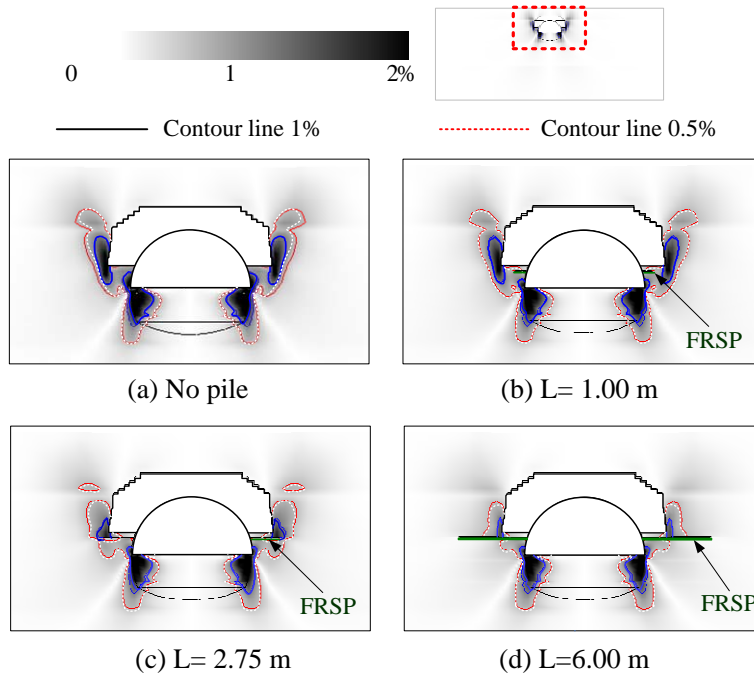 0 1 2%
Contour line 1% Contour line 0.5%
FRSP
(a) No pile (b) L= 1.00 m
FRSP
FRSP
(c) L= 2.75 m (d) L=6.00 m